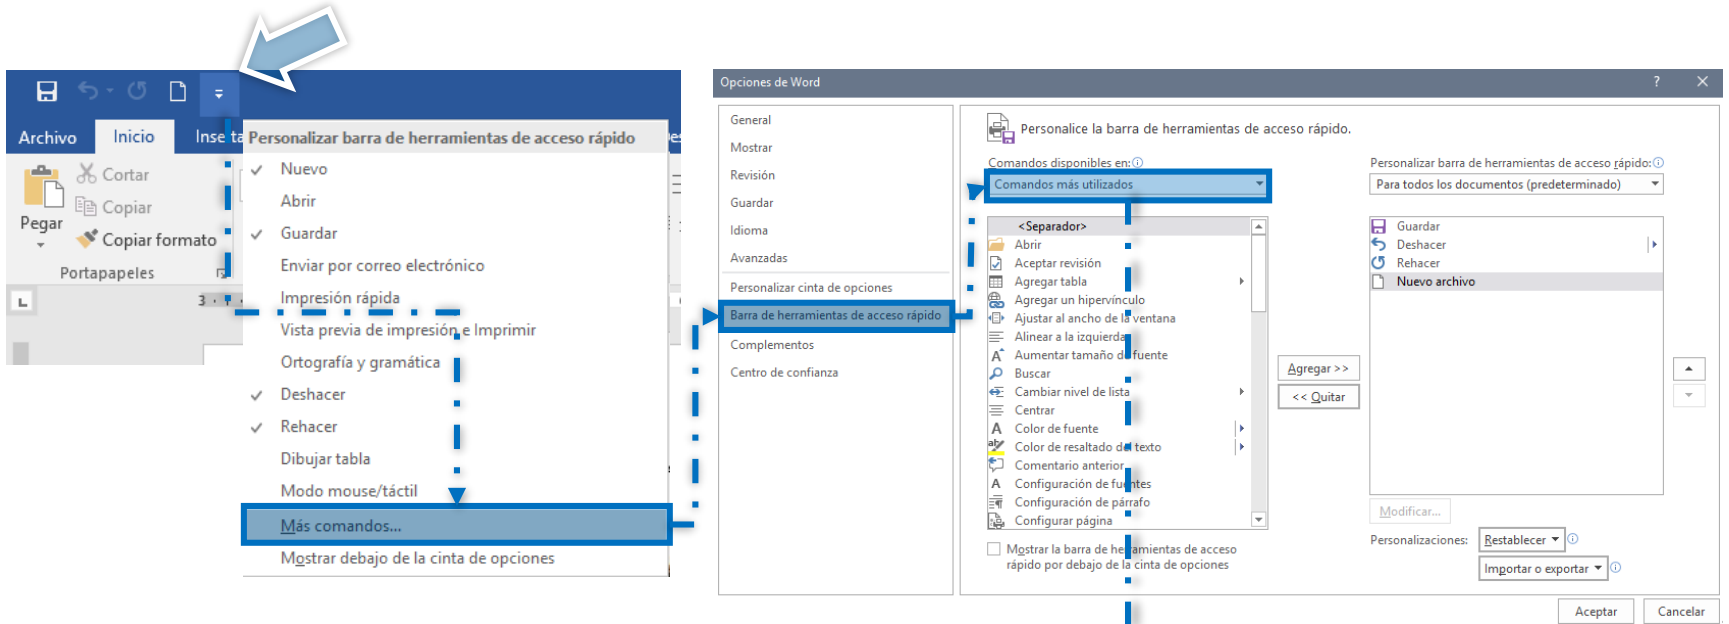 Archivo
Inicio
Inserta
Pegar
Cortar
Copiar
Copiar formato
Portapapeles
3
Personalizar barra de herramientas de acceso rápido
Nuevo
Abrir
Guardar
Enviar por correo electrónico
Impresión rápida
Vista previa de impresión e Imprimir
Ortografía y gramática
Deshacer
Rehacer
Dibujar tabla
Modo mouse/táctil
Más comandos...
Mostrar debajo de la cinta de opciones
Opciones de Word
General
Mostrar
Revisión
Guardar
Idioma
Avanzadas
Personalizar cinta de opciones
Barra de herramientas de acceso rápido
Complementos
Centro de confianza
Personalice la barra de herramientas de acceso rápido.
Comandos disponibles en:
Comandos más utilizados
<Separador>
Abrir
Aceptar revisión
Agregar tabla
Agregar un hipervínculo
Ajustar al ancho de la ventana
Alinear a la izquierda
Aumentar tamaño de fuente
Buscar
Cambiar nivel de lista
Centrar
Color de fuente
Color de resaltado del texto
Comentario anterior
Configuración de fuentes
Configuración de párrafo
Configurar página
Mostrar la barra de herramientas de acceso
rápido por debajo de la cinta de opciones
Agregar >>
<< Quitar
Personalizar barra de herramientas de acceso rápido:
Para todos los documentos (predeterminado)
Guardar
Deshacer
Rehacer
Nuevo archivo
Modificar...
Personalizaciones:
Restablecer
Importar o exportar
Aceptar
Cancelar